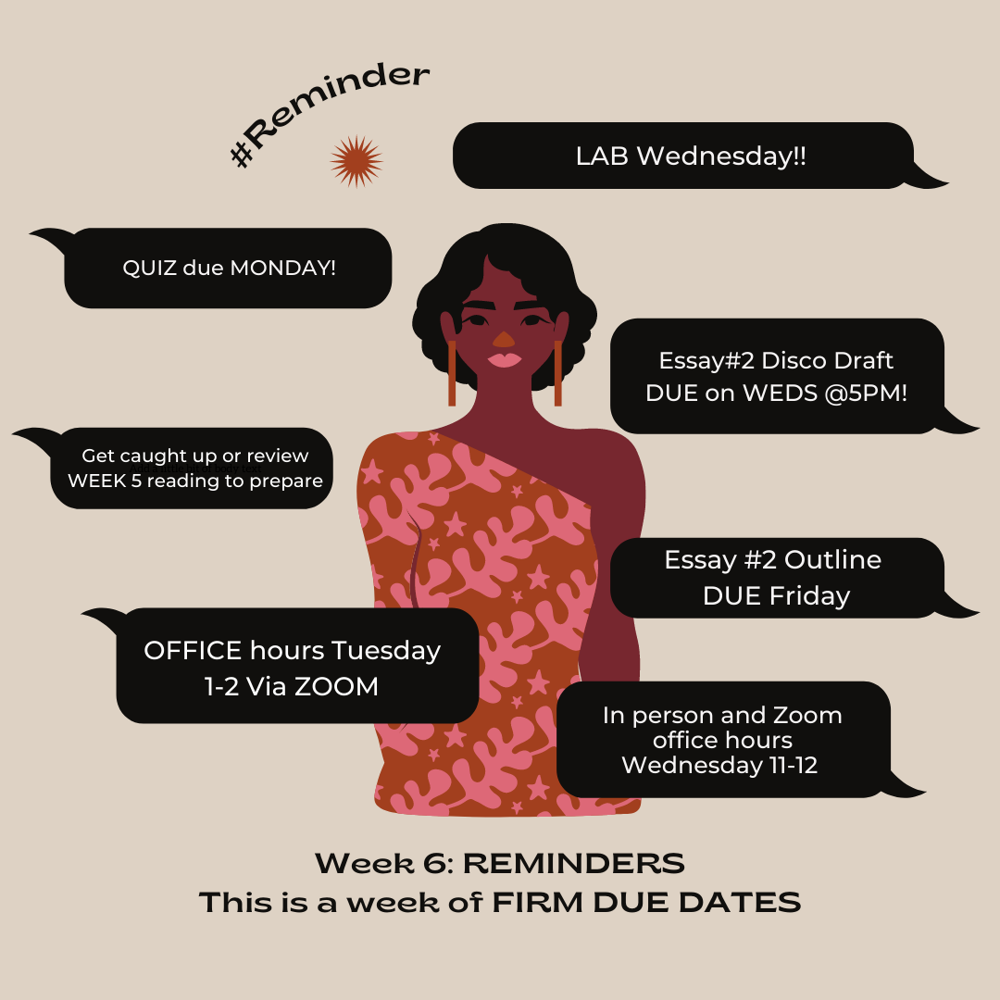 #Reminder
LAB Wednesday!!
QUIZ due MONDAY!
Essay#2 Disco Draft
DUE on WEDS @5PM!
Get caught up or review
WEEK 5 reading to prepare
Essay #2 Outline
DUE Friday
OFFICE hours Tuesday
1-2 Via ZOOM
In person and Zoom
office hours
Wednesday 11-12
Week 6: REMINDERS
This is a week of FIRM DUE DATES